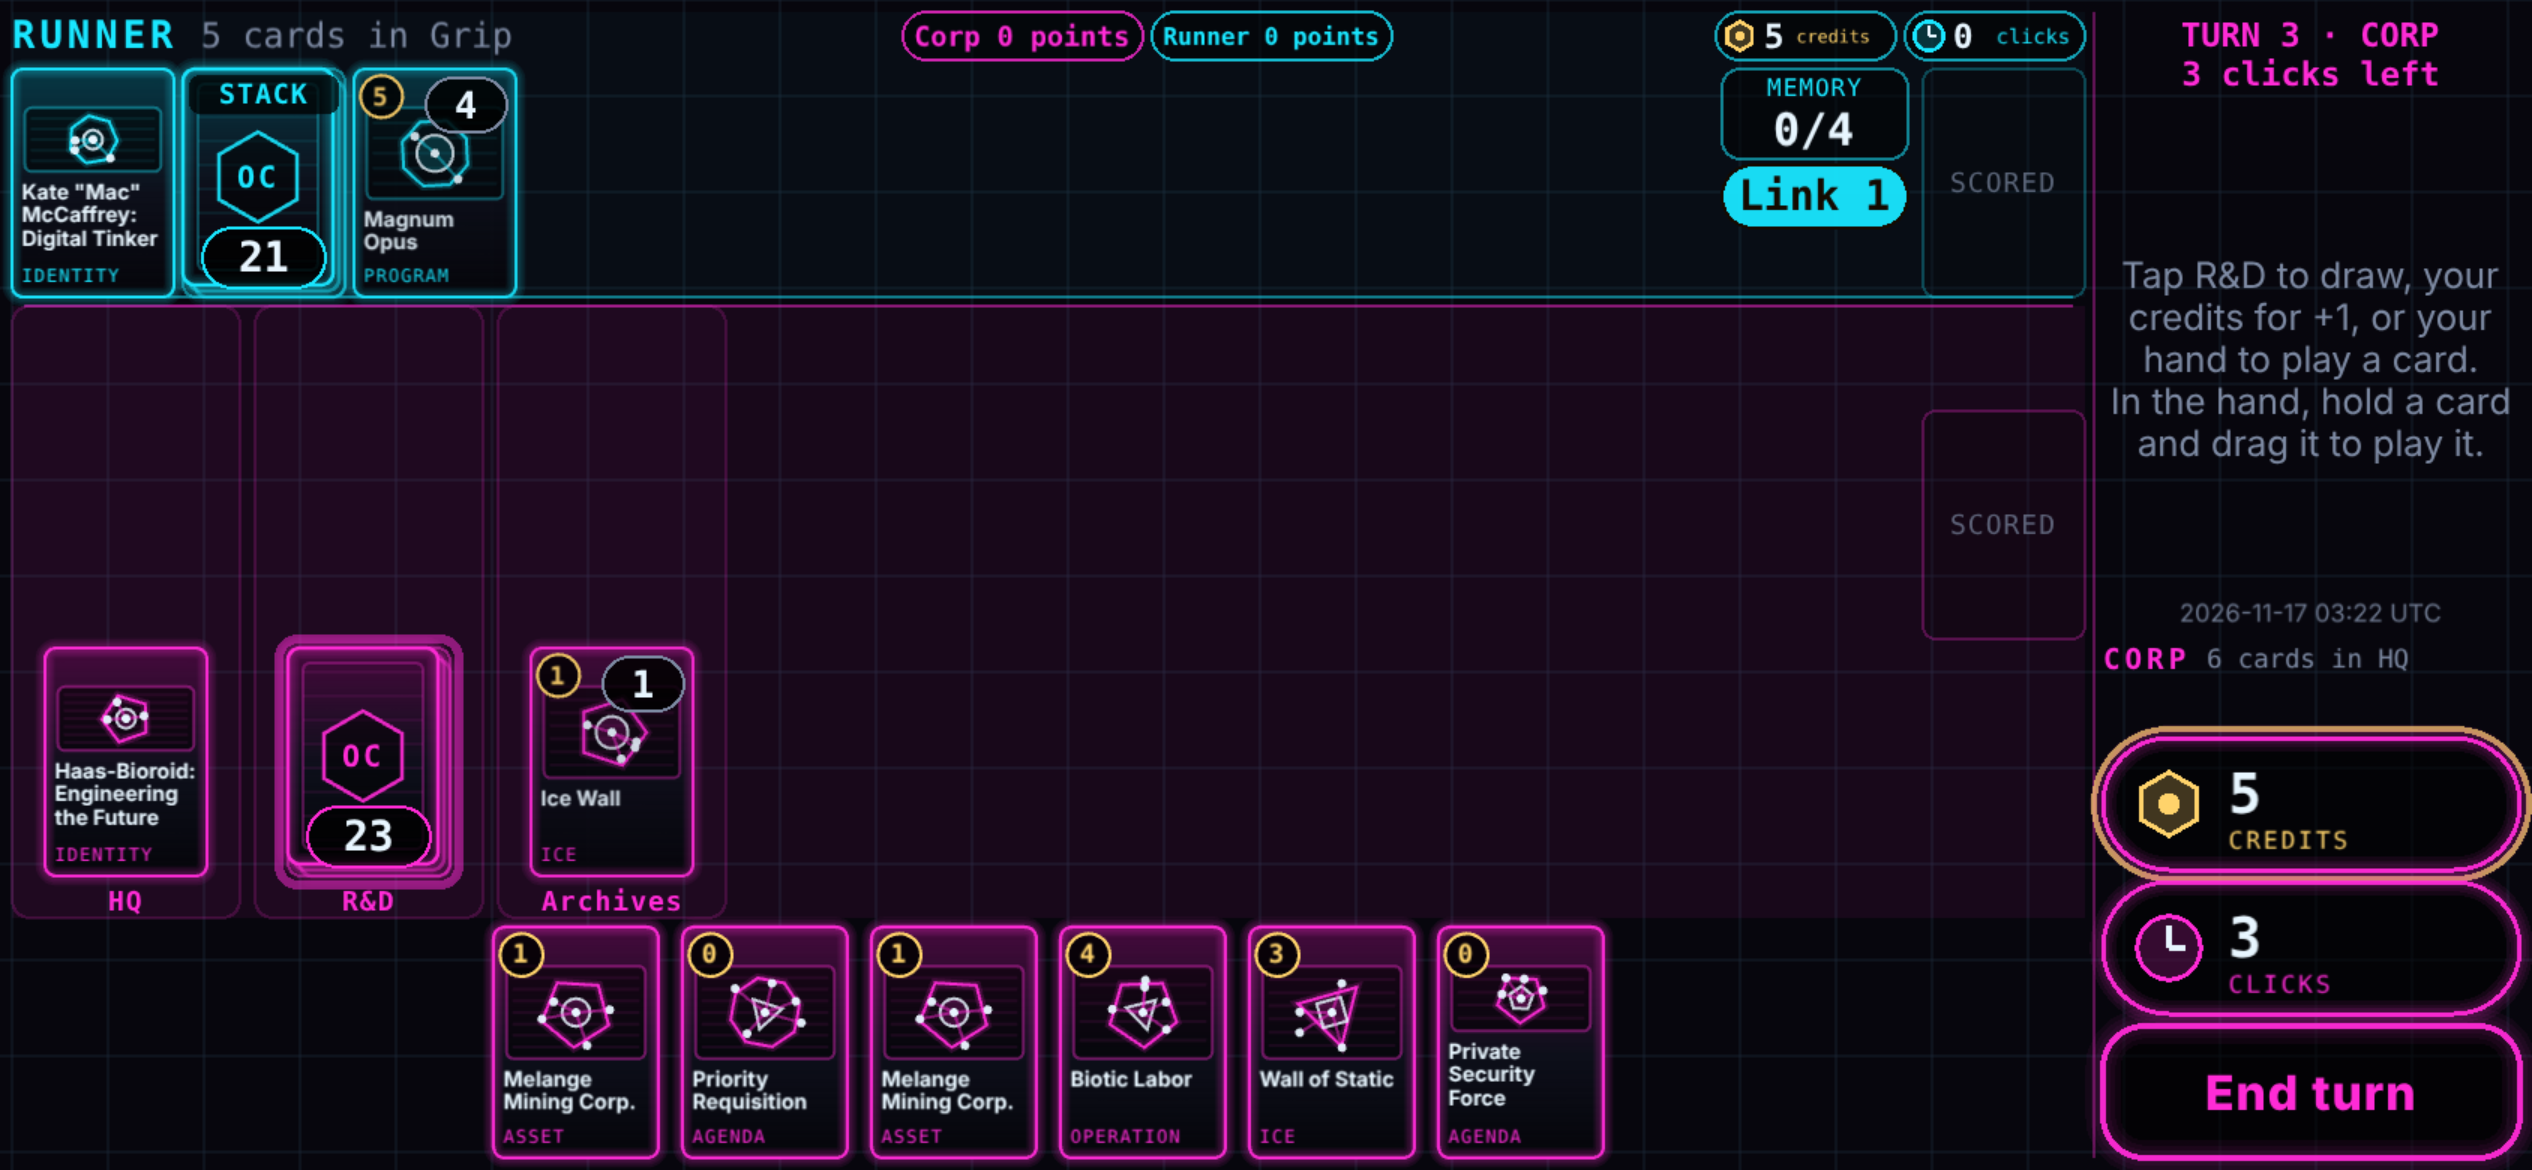 RUNNER 5 cards in Grip
Corp 0 points
Runner 0 points
5 credits
0 clicks
TURN 3 · CORP
3 clicks left
Kate "Mac"
McCaffrey:
Digital Tinker
IDENTITY
STACK
OC
21
5
4
Magnum
Opus
PROGRAM
MEMORY
0/4
Link 1
SCORED
Tap R&D to draw, your
credits for +1, or your
hand to play a card.
In the hand, hold a card
and drag it to play it.
SCORED
2026-11-17 03:22 UTC
CORP 6 cards in HQ
Haas-Bioroid:
Engineering
the Future
IDENTITY
HQ
OC
23
R&D
1
1
Ice Wall
ICE
Archives
5
CREDITS
3
CLICKS
End turn
1
Melange
Mining Corp.
ASSET
0
Priority
Requisition
AGENDA
1
Melange
Mining Corp.
ASSET
4
Biotic Labor
OPERATION
3
Wall of Static
ICE
0
Private
Security
Force
AGENDA